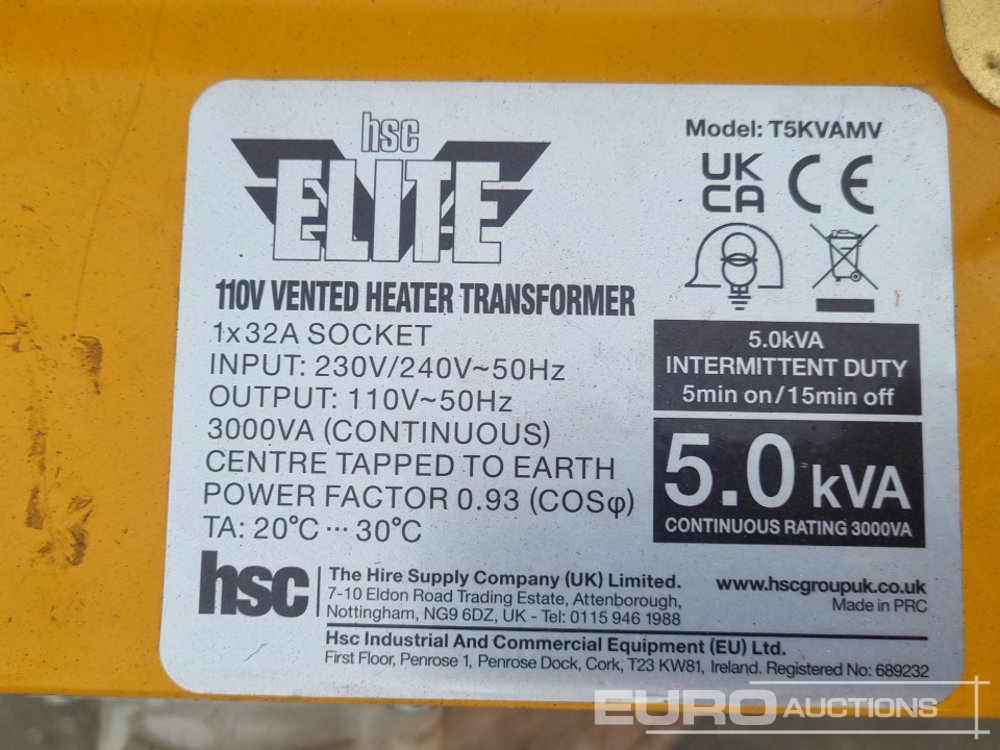 hsc
ELITE
110V VENTED HEATER TRANSFORMER
1x32A SOCKET
INPUT: 230V/240V~50Hz
OUTPUT: 110V~50Hz
3000VA (CONTINUOUS)
CENTRE TAPPED TO EARTH
POWER FACTOR 0.93 (COSφ)
TA: 20°C ··· 30°C
Model: T5KVAMV
UK
CA CE
5.0kVA
INTERMITTENT DUTY
5min on/15min off
5.0 kVA
CONTINUOUS RATING 3000VA
hsc
The Hire Supply Company (UK) Limited.
7-10 Eldon Road Trading Estate, Attenborough,
Nottingham, NG9 6DZ, UK - Tel: 0115 946 1988
www.hscgroupuk.co.uk
Made in PRC
Hsc Industrial And Commercial Equipment (EU) Ltd.
First Floor, Penrose 1, Penrose Dock, Cork, T23 KW81, Ireland. Registered No: 689232
EURO AUCTIONS